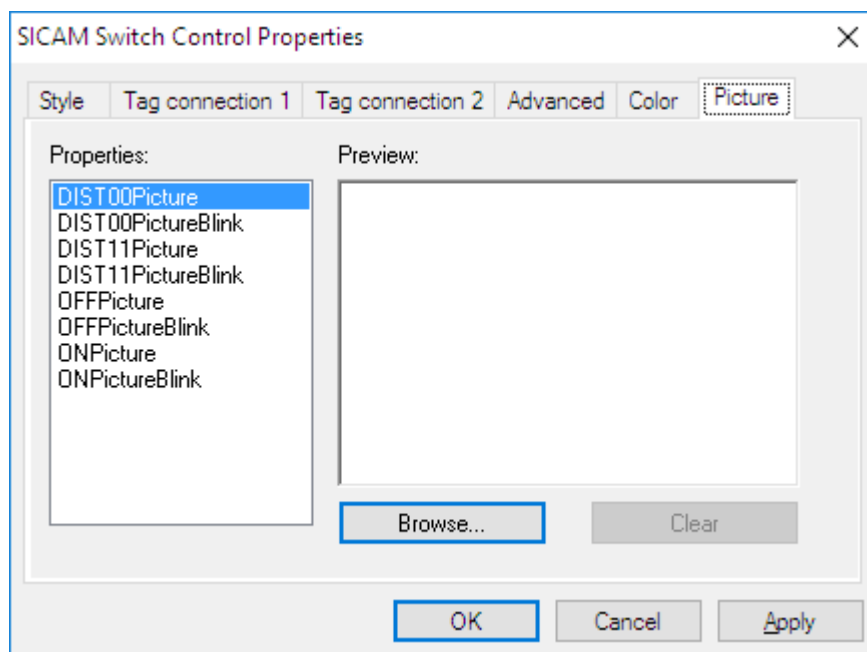 SICAM Switch Control Properties
Style Tag connection 1 Tag connection 2 Advanced Color Picture
Properties: Preview:
DIST00Picture
DIST00PictureBlink
DIST11Picture
DIST11PictureBlink
OFFPicture
OFFPictureBlink
ONPicture
ONPictureBlink
Browse... Clear
OK Cancel Apply